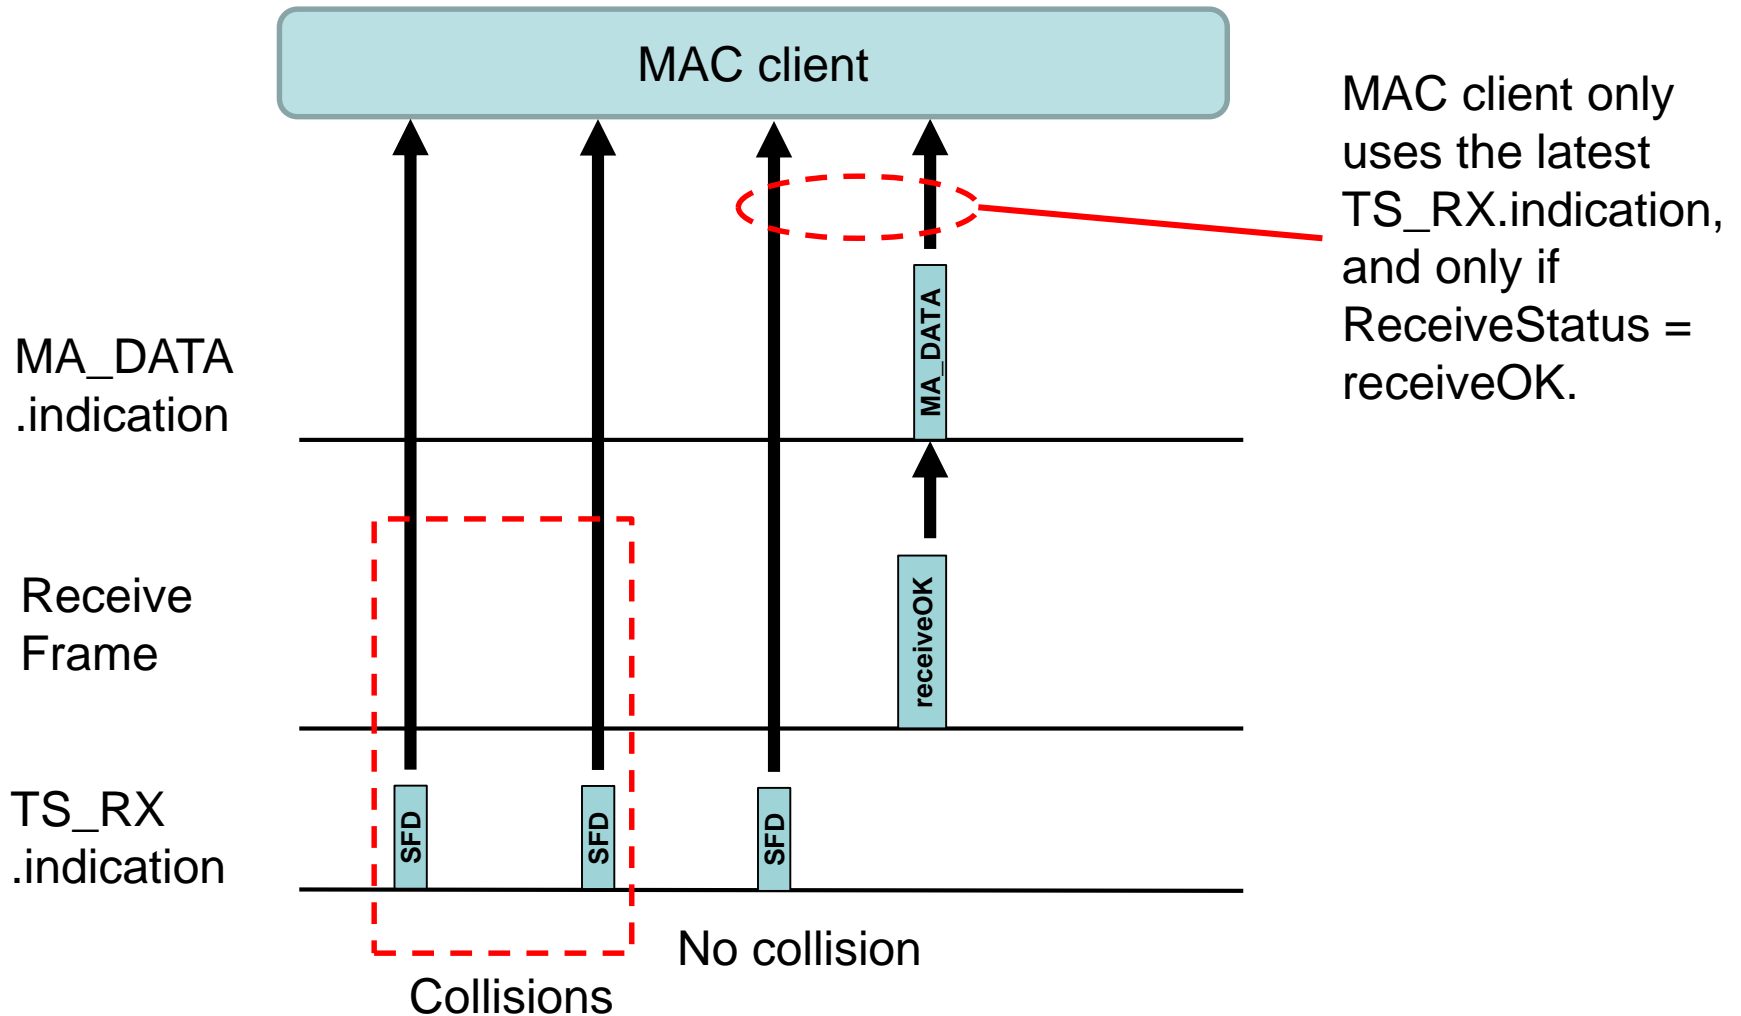 MAC client
MAC client only
uses the latest
TS_RX.indication,
and only if
ReceiveStatus =
receiveOK.
MA_DATA
.indication
MA_DATA
Receive
Frame
receiveOK
TS_RX
.indication
SFD
SFD
SFD
No collision
Collisions